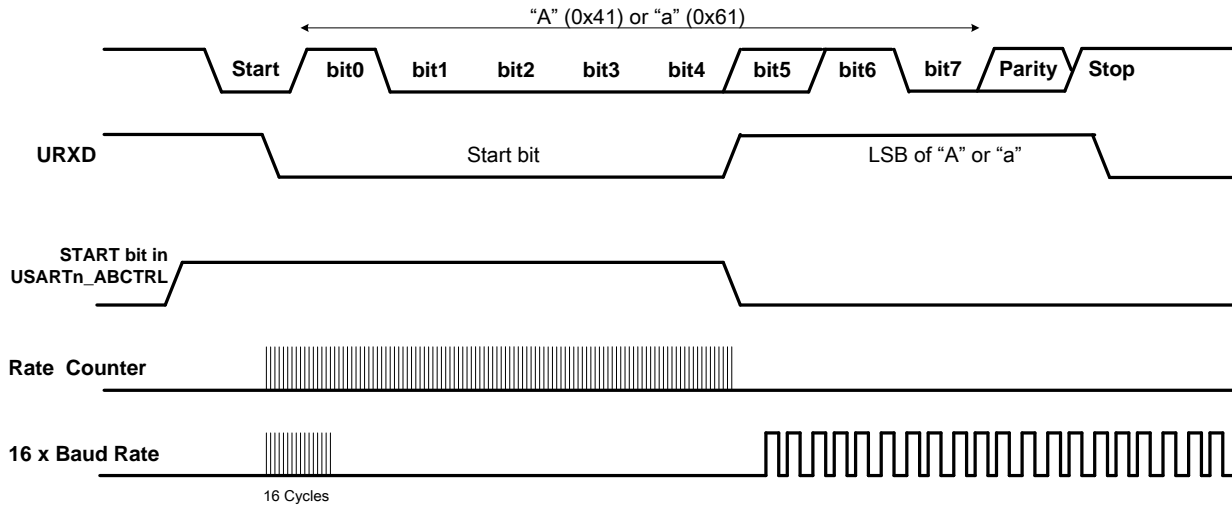 “A” (0x41) or “a” (0x61)
Start bit0 bit1 bit2 bit3 bit4 bit5 bit6 bit7 Parity Stop
URXD Start bit LSB of “A” or “a”
START bit in
USARTn_ABCTRL
Rate Counter
16 x Baud Rate
16 Cycles